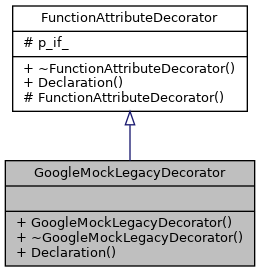 FunctionAttributeDecorator
# p_if_
+ ~FunctionAttributeDecorator()
+ Declaration()
# FunctionAttributeDecorator()
GoogleMockLegacyDecorator
+ GoogleMockLegacyDecorator()
+ ~GoogleMockLegacyDecorator()
+ Declaration()